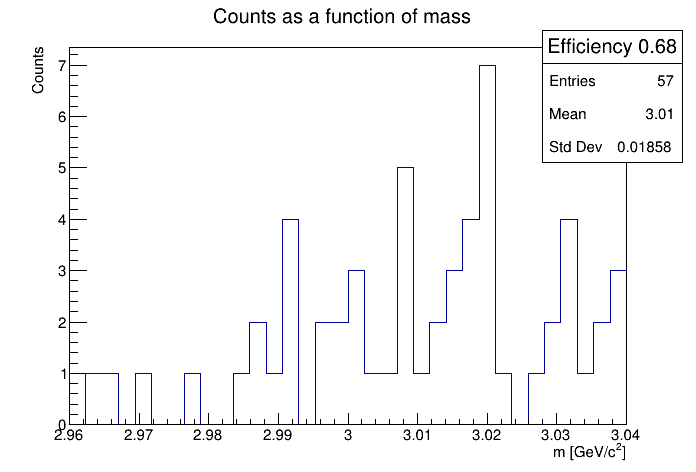 Counts as a function of mass
Efficiency 0.68
Entries 57
Mean 3.01
Std Dev 0.01858
Counts
7
6
5
4
3
2
1
0
2.96 2.97 2.98 2.99 3 3.01 3.02 3.03 3.04
m [GeV/c²]